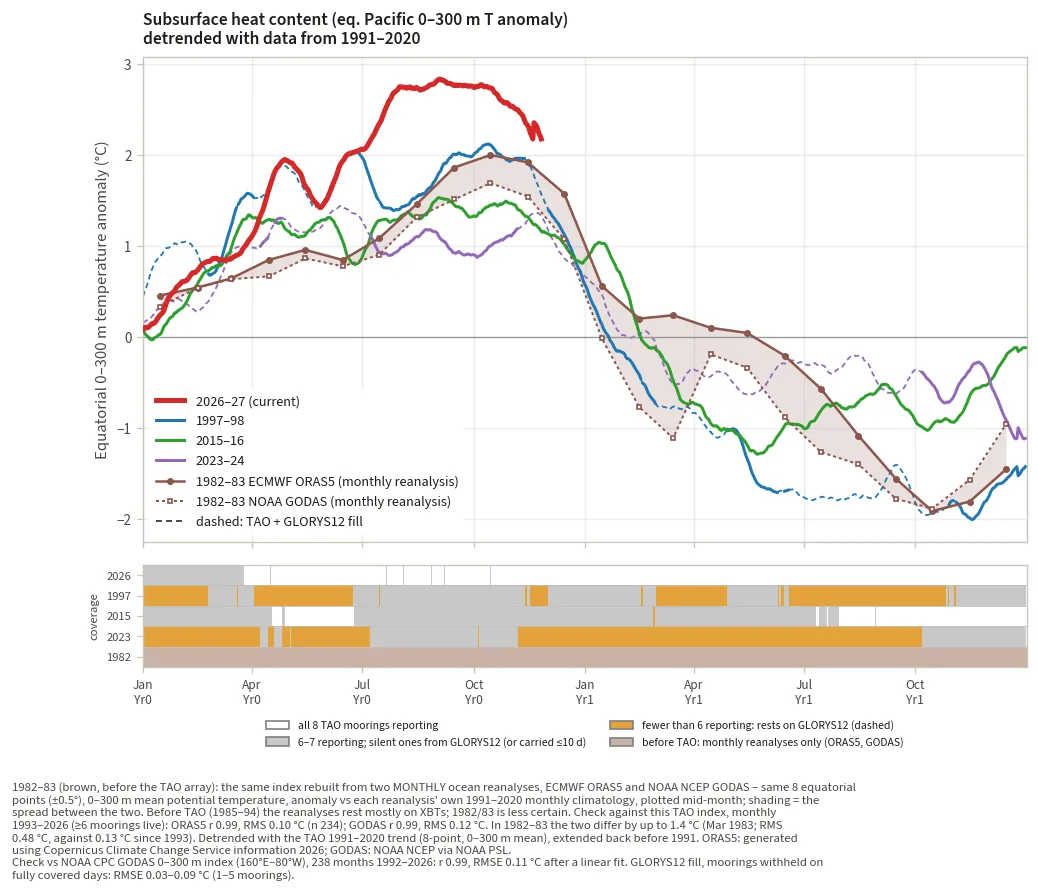 Subsurface heat content (eq. Pacific 0–300 m T anomaly)
detrended with data from 1991–2020
Equatorial 0–300 m temperature anomaly (°C)
3
2
1
0
−1
−2
2026–27 (current)
1997–98
2015–16
2023–24
1982–83 ECMWF ORAS5 (monthly reanalysis)
1982–83 NOAA GODAS (monthly reanalysis)
dashed: TAO + GLORYS12 fill
coverage
2026
1997
2015
2023
1982
Jan Apr Jul Oct Jan Apr Jul Oct
Yr0 Yr0 Yr0 Yr0 Yr1 Yr1 Yr1 Yr1
all 8 TAO moorings reporting
6–7 reporting; silent ones from GLORYS12 (or carried ≤10 d)
fewer than 6 reporting: rests on GLORYS12 (dashed)
before TAO: monthly reanalyses only (ORAS5, GODAS)
1982–83 (brown, before the TAO array): the same index rebuilt from two MONTHLY ocean reanalyses, ECMWF ORAS5 and NOAA NCEP GODAS – same 8 equatorial
points (±0.5°), 0–300 m mean potential temperature, anomaly vs each reanalysis' own 1991–2020 monthly climatology, plotted mid-month; shading = the
spread between the two. Before TAO (1985–94) the reanalyses rest mostly on XBTs; 1982/83 is less certain. Check against this TAO index, monthly
1993–2026 (≥6 moorings live): ORAS5 r 0.99, RMS 0.10 °C (n 234); GODAS r 0.99, RMS 0.12 °C. In 1982–83 the two differ by up to 1.4 °C (Mar 1983; RMS
0.48 °C, against 0.13 °C since 1993). Detrended with the TAO 1991–2020 trend (8-point, 0–300 m mean), extended back before 1991. ORAS5: generated
using Copernicus Climate Change Service information 2026; GODAS: NOAA NCEP via NOAA PSL.
Check vs NOAA CPC GODAS 0–300 m index (160°E–80°W), 238 months 1992–2026: r 0.99, RMSE 0.11 °C after a linear fit. GLORYS12 fill, moorings withheld on
fully covered days: RMSE 0.03–0.09 °C (1–5 moorings).